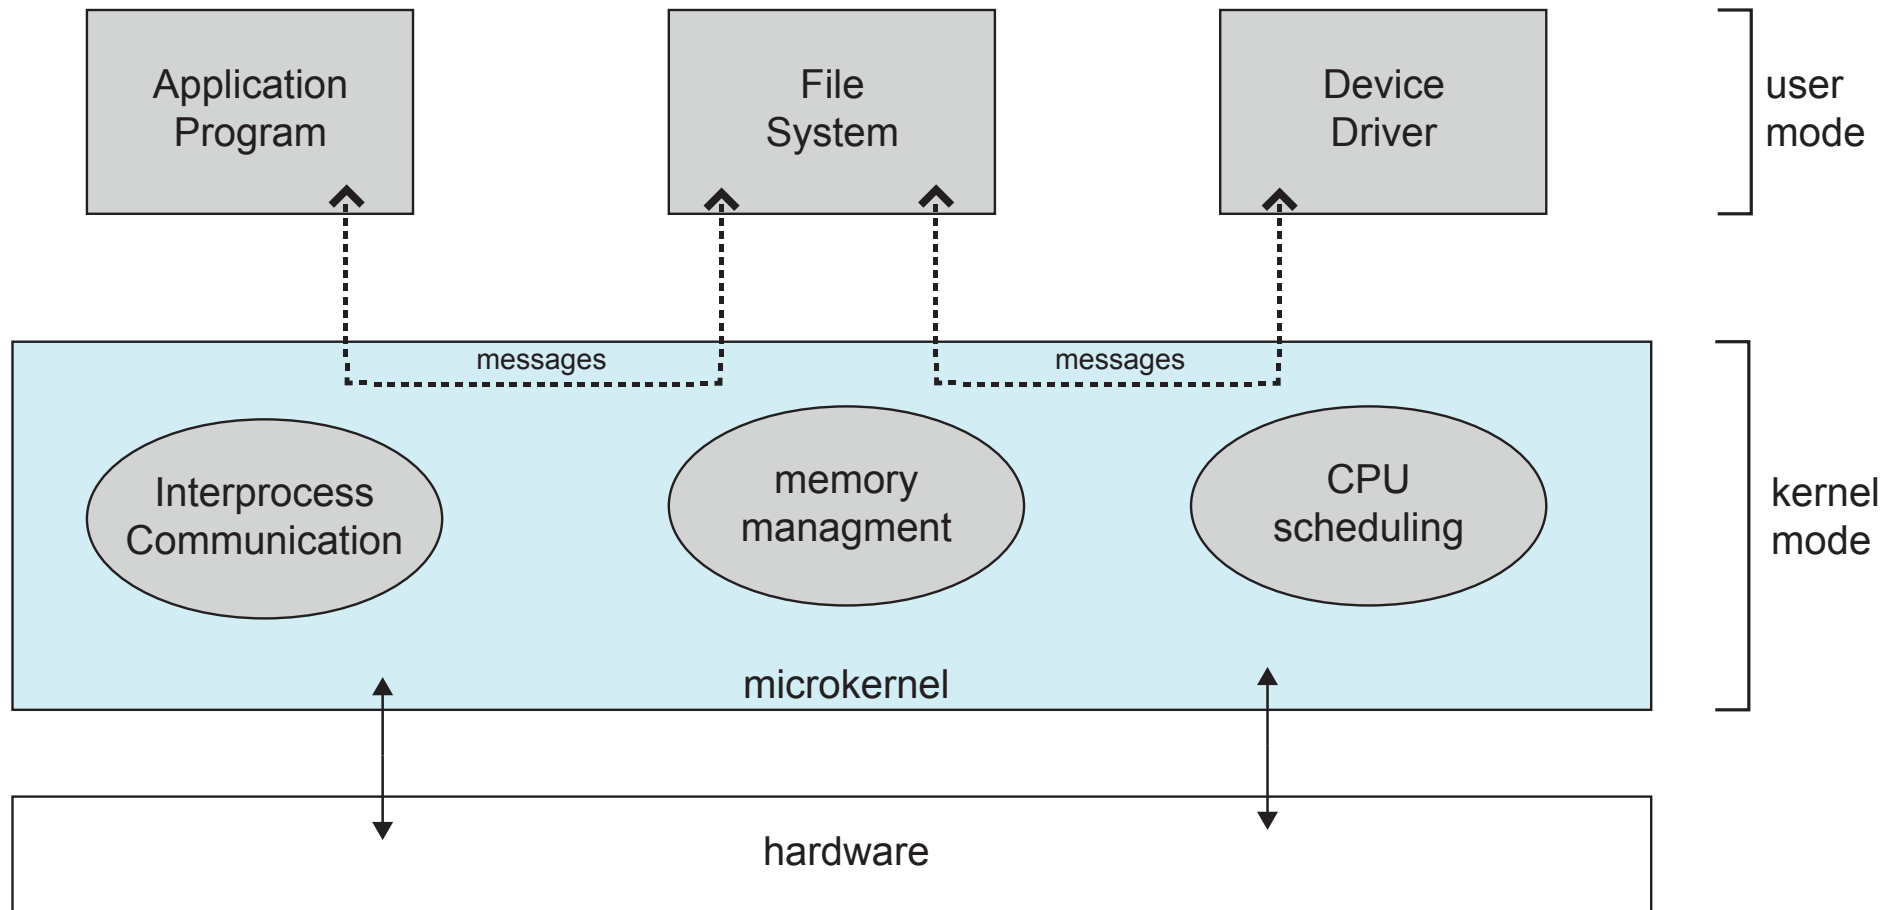 Application
Program
File
System
Device
Driver
user
mode
messages
messages
Interprocess
Communication
memory
managment
CPU
scheduling
kernel
mode
microkernel
hardware